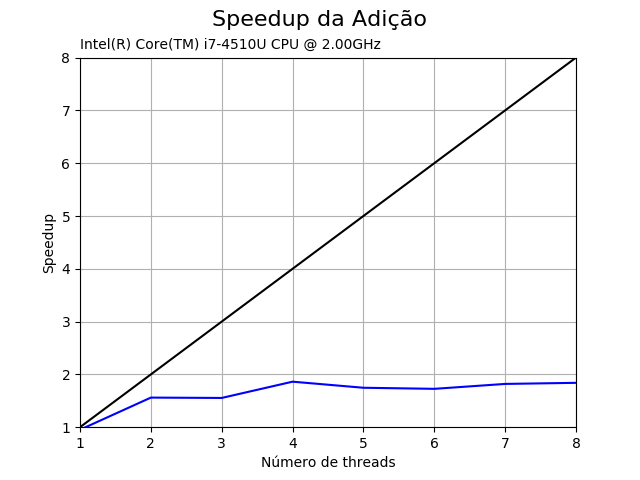 Speedup da Adição
Intel(R) Core(TM) i7-4510U CPU @ 2.00GHz
8
7
6
5
4
3
2
1
Speedup
1 2 3 4 5 6 7 8
Número de threads